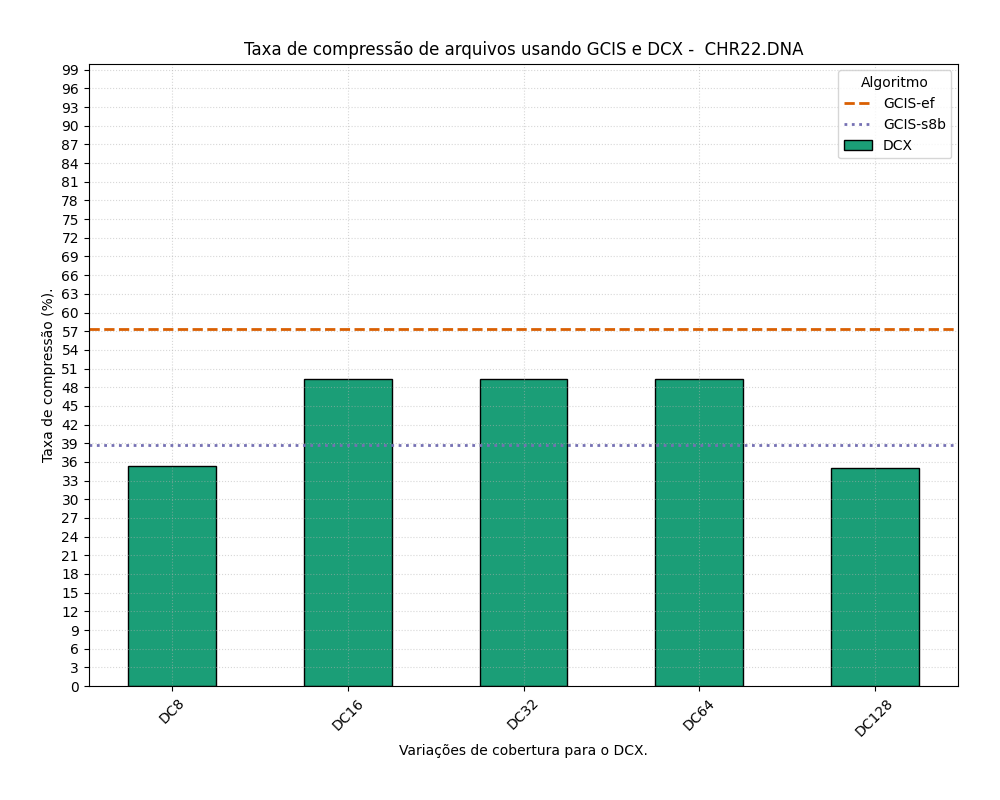 Taxa de compressão de arquivos usando GCIS e DCX -  CHR22.DNA
Algoritmo
GCIS-ef
GCIS-s8b
DCX
Taxa de compressão (%).
99
96
93
90
87
84
81
78
75
72
69
66
63
60
57
54
51
48
45
42
39
36
33
30
27
24
21
18
15
12
9
6
3
0
DC8
DC16
DC32
DC64
DC128
Variações de cobertura para o DCX.